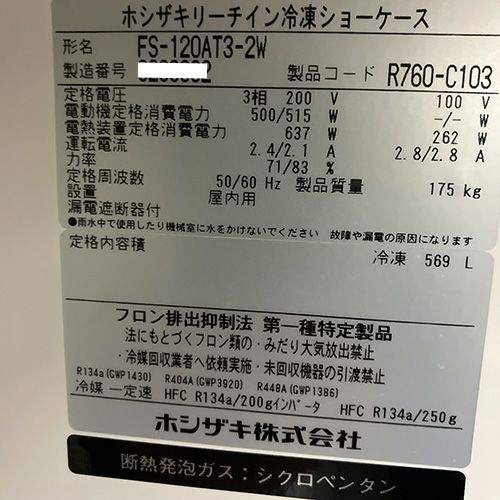 ホシザキリーチイン冷凍ショーケース
形名 FS-120AT3-2W
製造番号
製品コード R760-C103
定格電圧 3相 200 V 100 V
電動機定格消費電力 500/515 W -/- W
電熱装置定格消費電力 637 W 262 W
運転電流 2.4/2.1 A 2.8/2.8 A
力率 71/83 %
定格周波数 50/60 Hz 製品質量 175 kg
設置 屋内用
漏電遮断器付
●雨水中で使用したり機械室に水をかけないでください 故障や漏電の原因になります
定格内容積 冷凍 569 L
フロン排出抑制法 第一種特定製品
法にもとづくフロン類の・みだり大気放出禁止
・冷媒回収業者へ依頼実施・未回収機器の引渡禁止
R134a(GWP1430) R404A(GWP3920) R448A(GWP1386)
冷媒 一定速 HFC R134a/200g インバータ HFC R134a/250g
ホシザキ株式会社
断熱発泡ガス:シクロペンタン